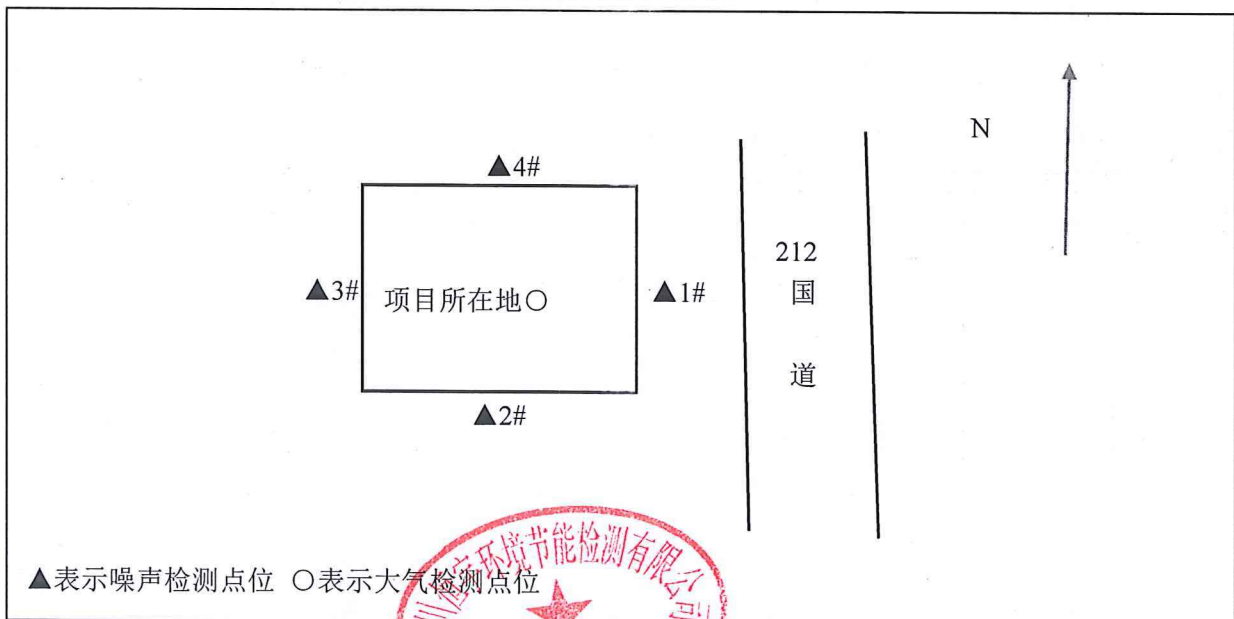 N
▲4#
212
国
道
▲3#
项目所在地○
▲1#
▲2#
▲表示噪声检测点位 ○表示大气检测点位
环境节能检测有限公司